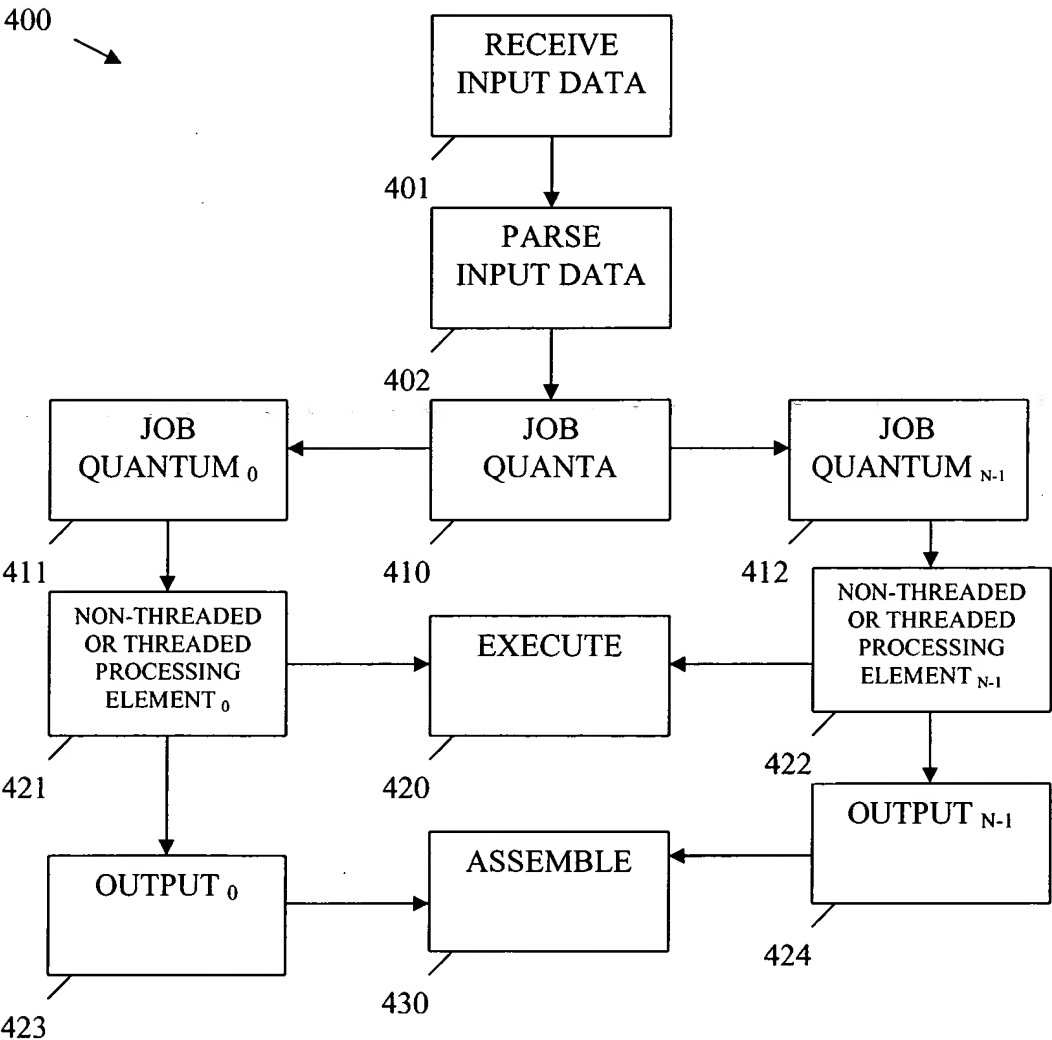 400
RECEIVE
INPUT DATA
401
PARSE
INPUT DATA
402
JOB
QUANTUM 0
411
JOB
QUANTA
410
JOB
QUANTUM N-1
412
NON-THREADED
OR THREADED
PROCESSING
ELEMENT 0
421
EXECUTE
420
NON-THREADED
OR THREADED
PROCESSING
ELEMENT N-1
422
OUTPUT 0
423
ASSEMBLE
430
OUTPUT N-1
424